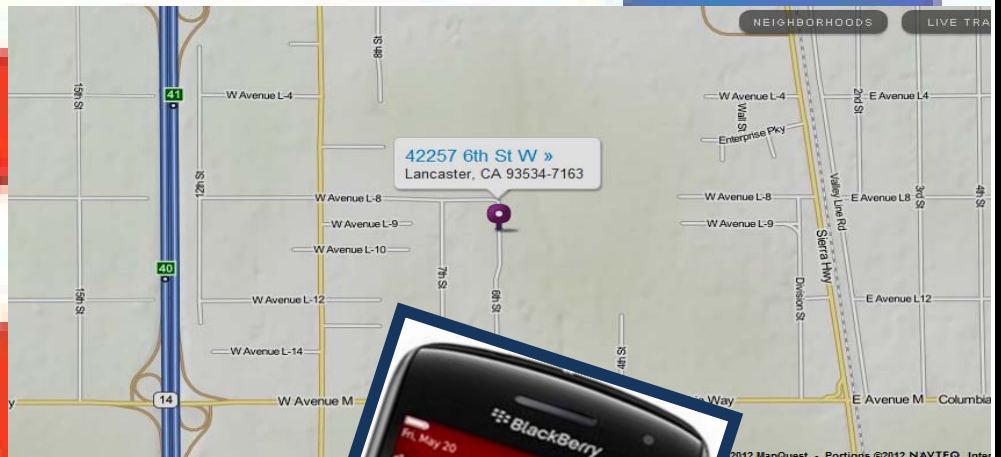 NEIGHBORHOODS
LIVE TRA
48th St
41
15th St
W Avenue L-4
W Avenue L-4
Wall St
2nd St
E Avenue L4
Enterprise Pky
42257 6th St W »
Lancaster, CA 93534-7163
12th St
W Avenue L-8
W Avenue L-8
Valley Line Rd
E Avenue L8
3rd St
4th St
W Avenue L-9
W Avenue L-9
W Avenue L-10
Sierra Hwy
40
7th St
15th St
W Avenue L-12
6th St
Division St
E Avenue L12
W Avenue L-14
4th St
14
y
W Avenue M
Way
E Avenue M
Columbia
BlackBerry
Fri, May 20
2012 MapQuest - Portions ©2012 NAVTEQ, Inter